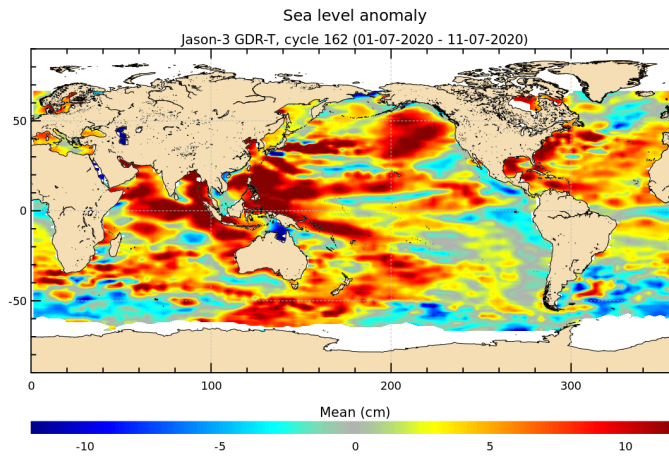 Sea level anomaly
Jason-3 GDR-T, cycle 162 (01-07-2020 - 11-07-2020)
50
0
-50
0 100 200 300
Mean (cm)
-10 -5 0 5 10